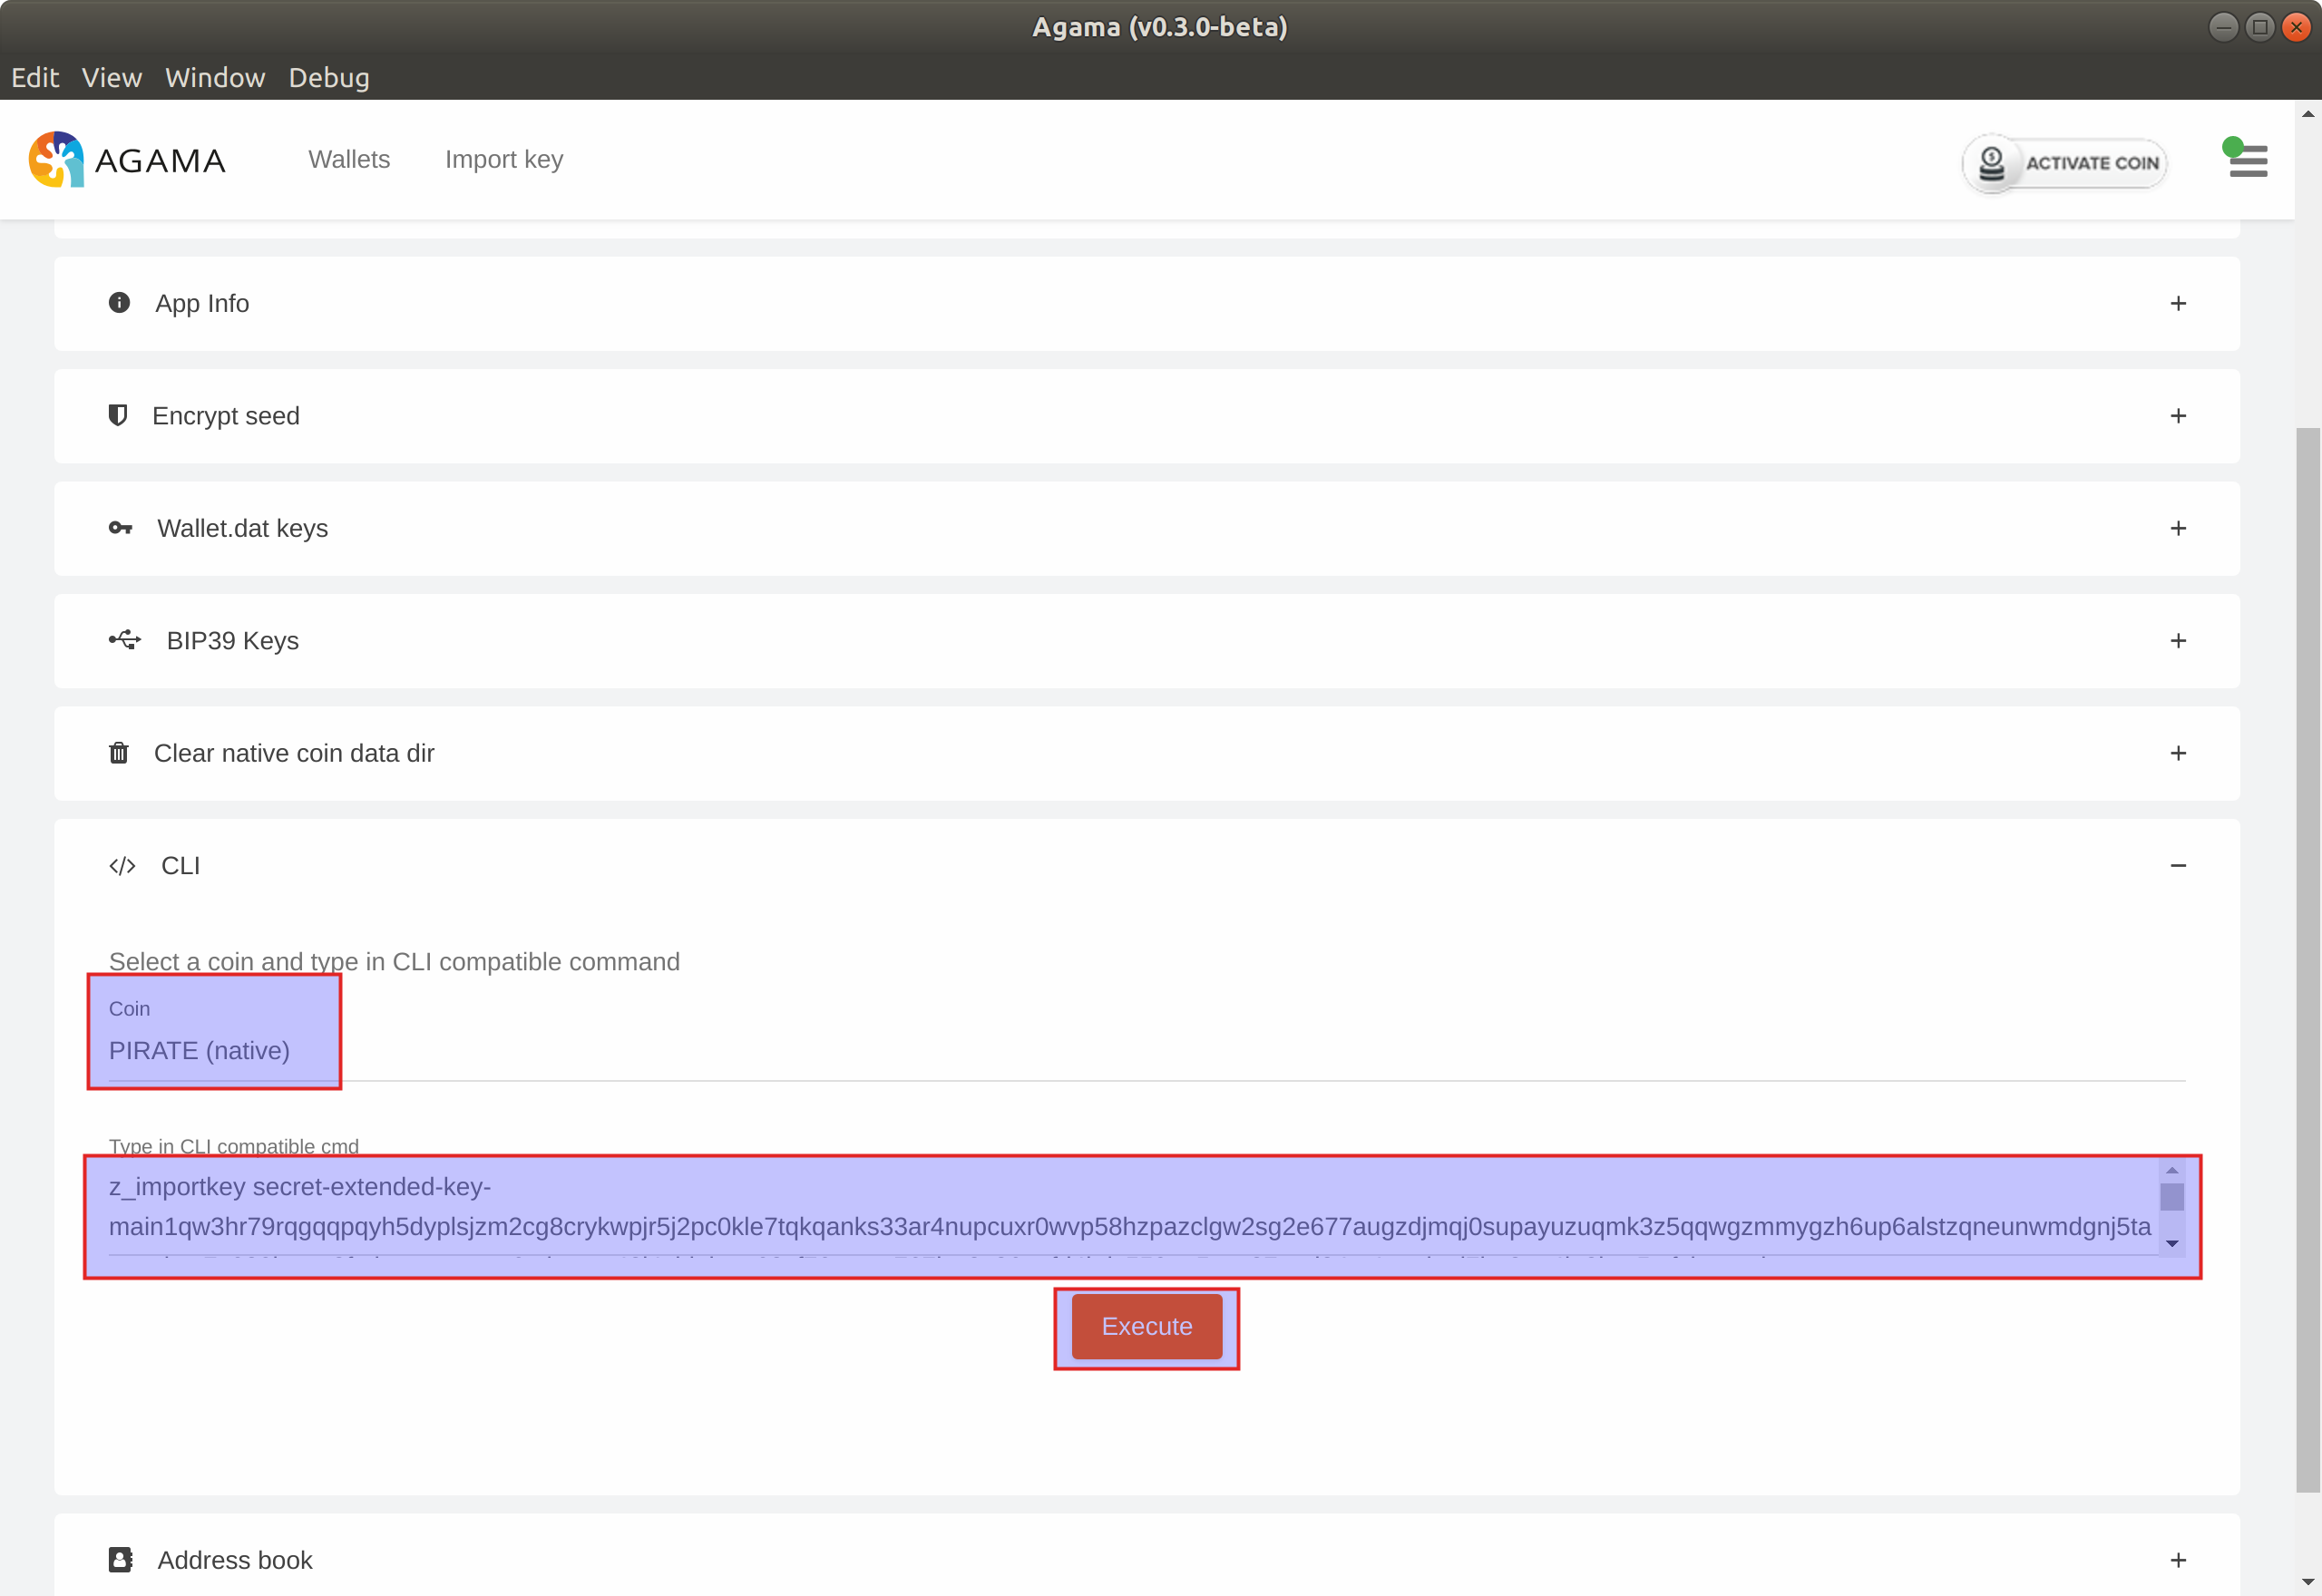 Agama (v0.3.0-beta)
Edit View Window Debug
AGAMA Wallets Import key ACTIVATE COIN
App Info
Encrypt seed
Wallet.dat keys
BIP39 Keys
Clear native coin data dir
CLI
Select a coin and type in CLI compatible command
Coin
PIRATE (native)
Type in CLI compatible cmd
z_importkey secret-extended-key-
main1qw3hr79rqgqqpqyh5dyplsjzm2cg8crykwpjr5j2pc0kle7tqkqanks33ar4nupcuxr0wvp58hzpazclgw2sg2e677augzdjmqj0supayuzuqmk3z5qqwgzmmygzh6up6alstzqneunwmdgnj5ta
Execute
Address book